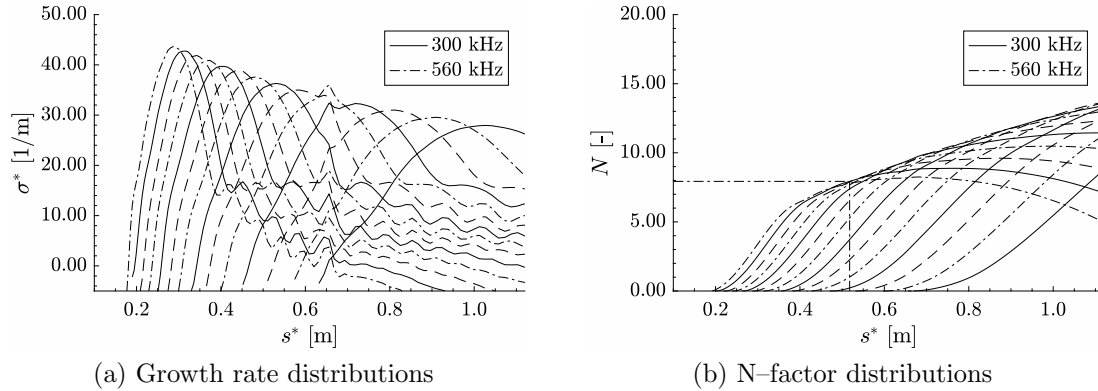 50.00
40.00
30.00
20.00
10.00
0.00
σ* [1/m]
0.2 0.4 0.6 0.8 1.0
s* [m]
300 kHz
560 kHz
(a) Growth rate distributions
20.00
15.00
10.00
5.00
0.00
N [-]
0.2 0.4 0.6 0.8 1.0
s* [m]
300 kHz
560 kHz
(b) N–factor distributions